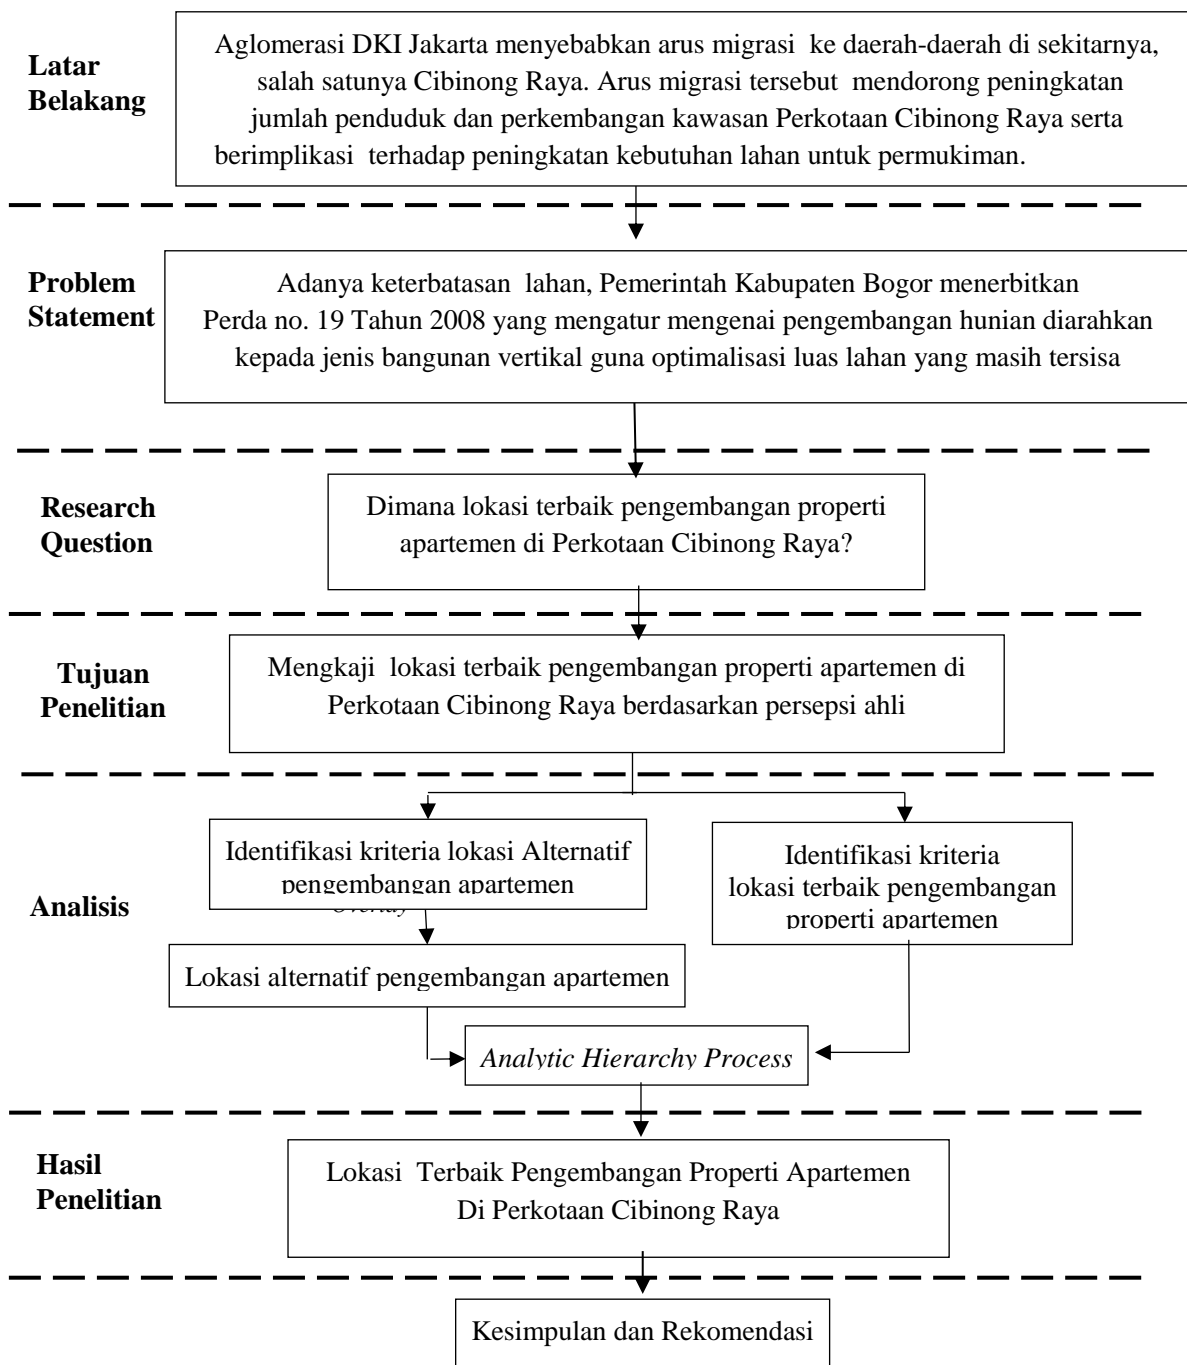 Latar
Belakang
Aglomerasi DKI Jakarta menyebabkan arus migrasi ke daerah-daerah di sekitarnya,
salah satunya Cibinong Raya. Arus migrasi tersebut mendorong peningkatan
jumlah penduduk dan perkembangan kawasan Perkotaan Cibinong Raya serta
berimplikasi terhadap peningkatan kebutuhan lahan untuk permukiman.
Problem
Statement
Adanya keterbatasan lahan, Pemerintah Kabupaten Bogor menerbitkan
Perda no. 19 Tahun 2008 yang mengatur mengenai pengembangan hunian diarahkan
kepada jenis bangunan vertikal guna optimalisasi luas lahan yang masih tersisa
Research
Question
Dimana lokasi terbaik pengembangan properti
apartemen di Perkotaan Cibinong Raya?
Tujuan
Penelitian
Mengkaji lokasi terbaik pengembangan properti apartemen di
Perkotaan Cibinong Raya berdasarkan persepsi ahli
Analisis
Identifikasi kriteria lokasi Alternatif
pengembangan apartemen
Identifikasi kriteria
lokasi terbaik pengembangan
properti apartemen
Lokasi alternatif pengembangan apartemen
Analytic Hierarchy Process
Hasil
Penelitian
Lokasi Terbaik Pengembangan Properti Apartemen
Di Perkotaan Cibinong Raya
Kesimpulan dan Rekomendasi